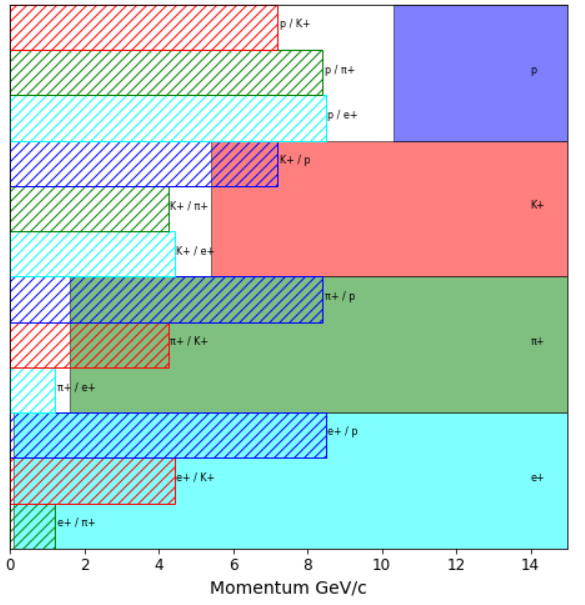 p / K+
p / π+
p
p / e+
K+ / p
K+ / π+
K+
K+ / e+
π+ / p
π+ / K+
π+
π+ / e+
e+ / p
e+ / K+
e+
e+ / π+
0 2 4 6 8 10 12 14
Momentum GeV/c